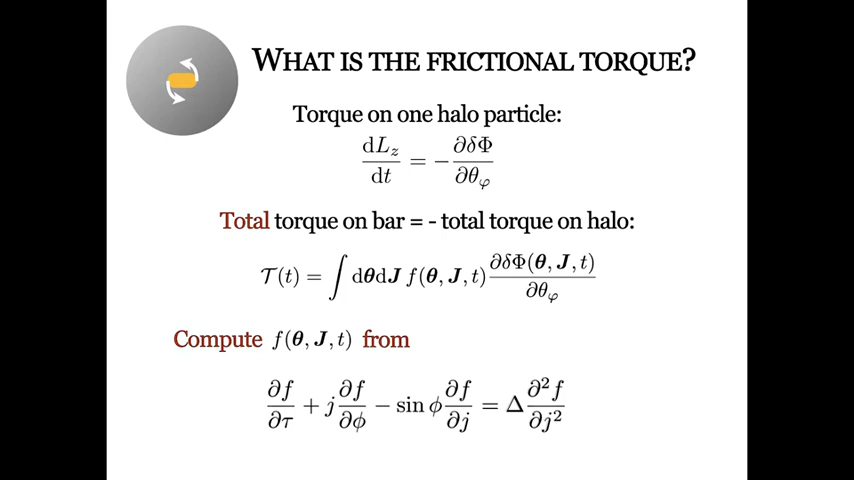 WHAT IS THE FRICTIONAL TORQUE?
Torque on one halo particle:
dL_z/dt = −∂δΦ/∂θ_φ
Total torque on bar = - total torque on halo:
𝒯(t) = ∫ d𝜽d𝑱 f(𝜽, 𝑱, t) ∂δΦ(𝜽, 𝑱, t)/∂θ_φ
Compute f(𝜽, 𝑱, t) from
∂f/∂τ + j ∂f/∂ϕ − sin ϕ ∂f/∂j = Δ ∂²f/∂j²